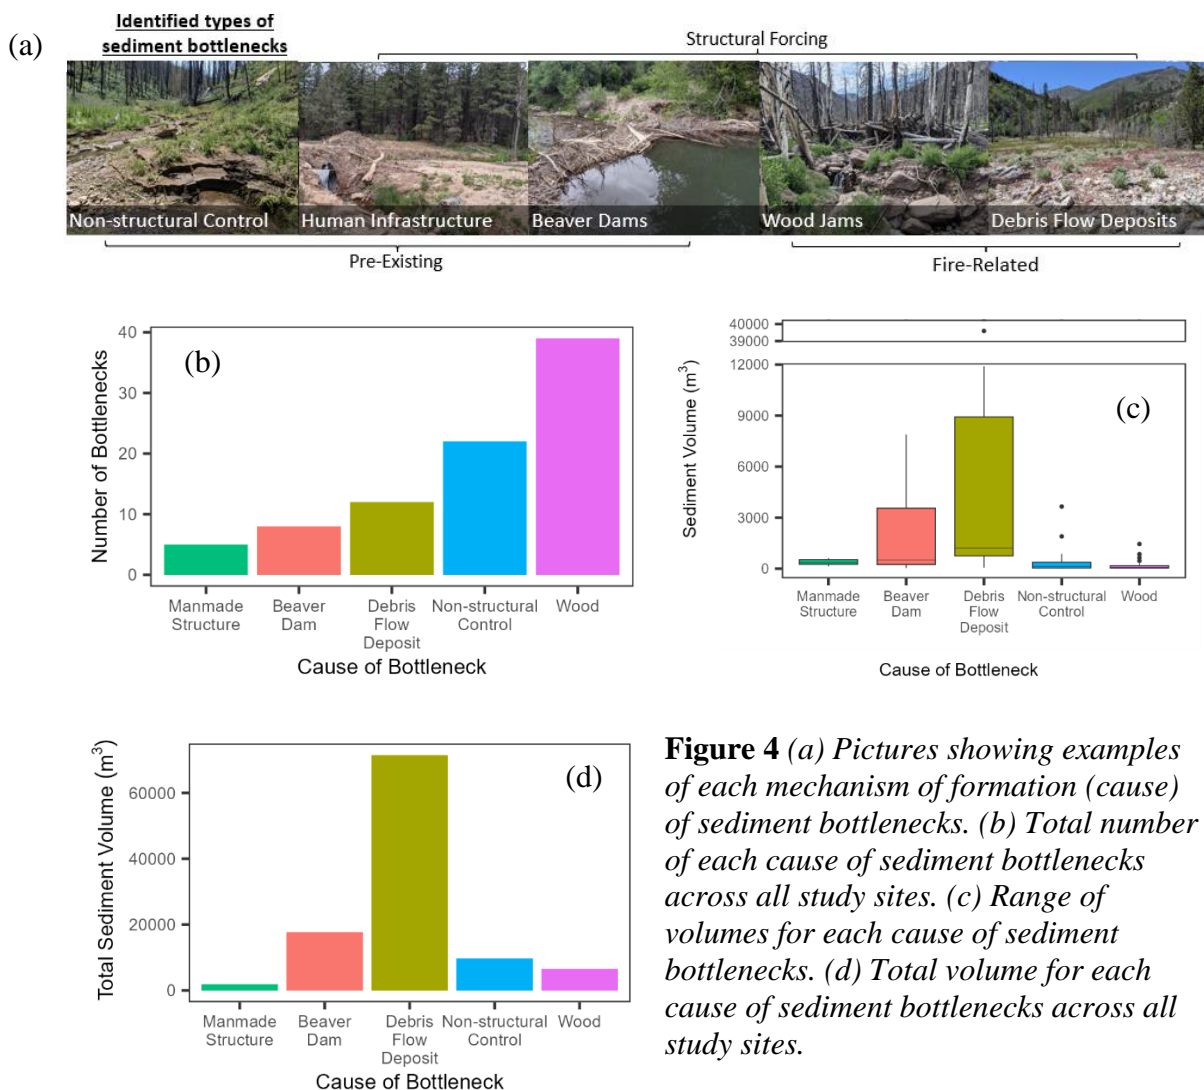 (a)
Identified types of
sediment bottlenecks
Structural Forcing
Non-structural Control
Human Infrastructure
Beaver Dams
Wood Jams
Debris Flow Deposits
Pre-Existing
Fire-Related
(b)
Number of Bottlenecks
40
30
20
10
0
Manmade
Structure
Beaver
Dam
Debris
Flow
Deposit
Non-structural
Control
Wood
Cause of Bottleneck
(c)
Sediment Volume (m³)
40000
39000
12000
9000
6000
3000
0
Manmade
Structure
Beaver
Dam
Debris
Flow
Deposit
Non-structural
Control
Wood
Cause of Bottleneck
(d)
Total Sediment Volume (m³)
60000
40000
20000
0
Manmade
Structure
Beaver
Dam
Debris
Flow
Deposit
Non-structural
Control
Wood
Cause of Bottleneck
Figure 4 (a) Pictures showing examples
of each mechanism of formation (cause)
of sediment bottlenecks. (b) Total number
of each cause of sediment bottlenecks
across all study sites. (c) Range of
volumes for each cause of sediment
bottlenecks. (d) Total volume for each
cause of sediment bottlenecks across all
study sites.